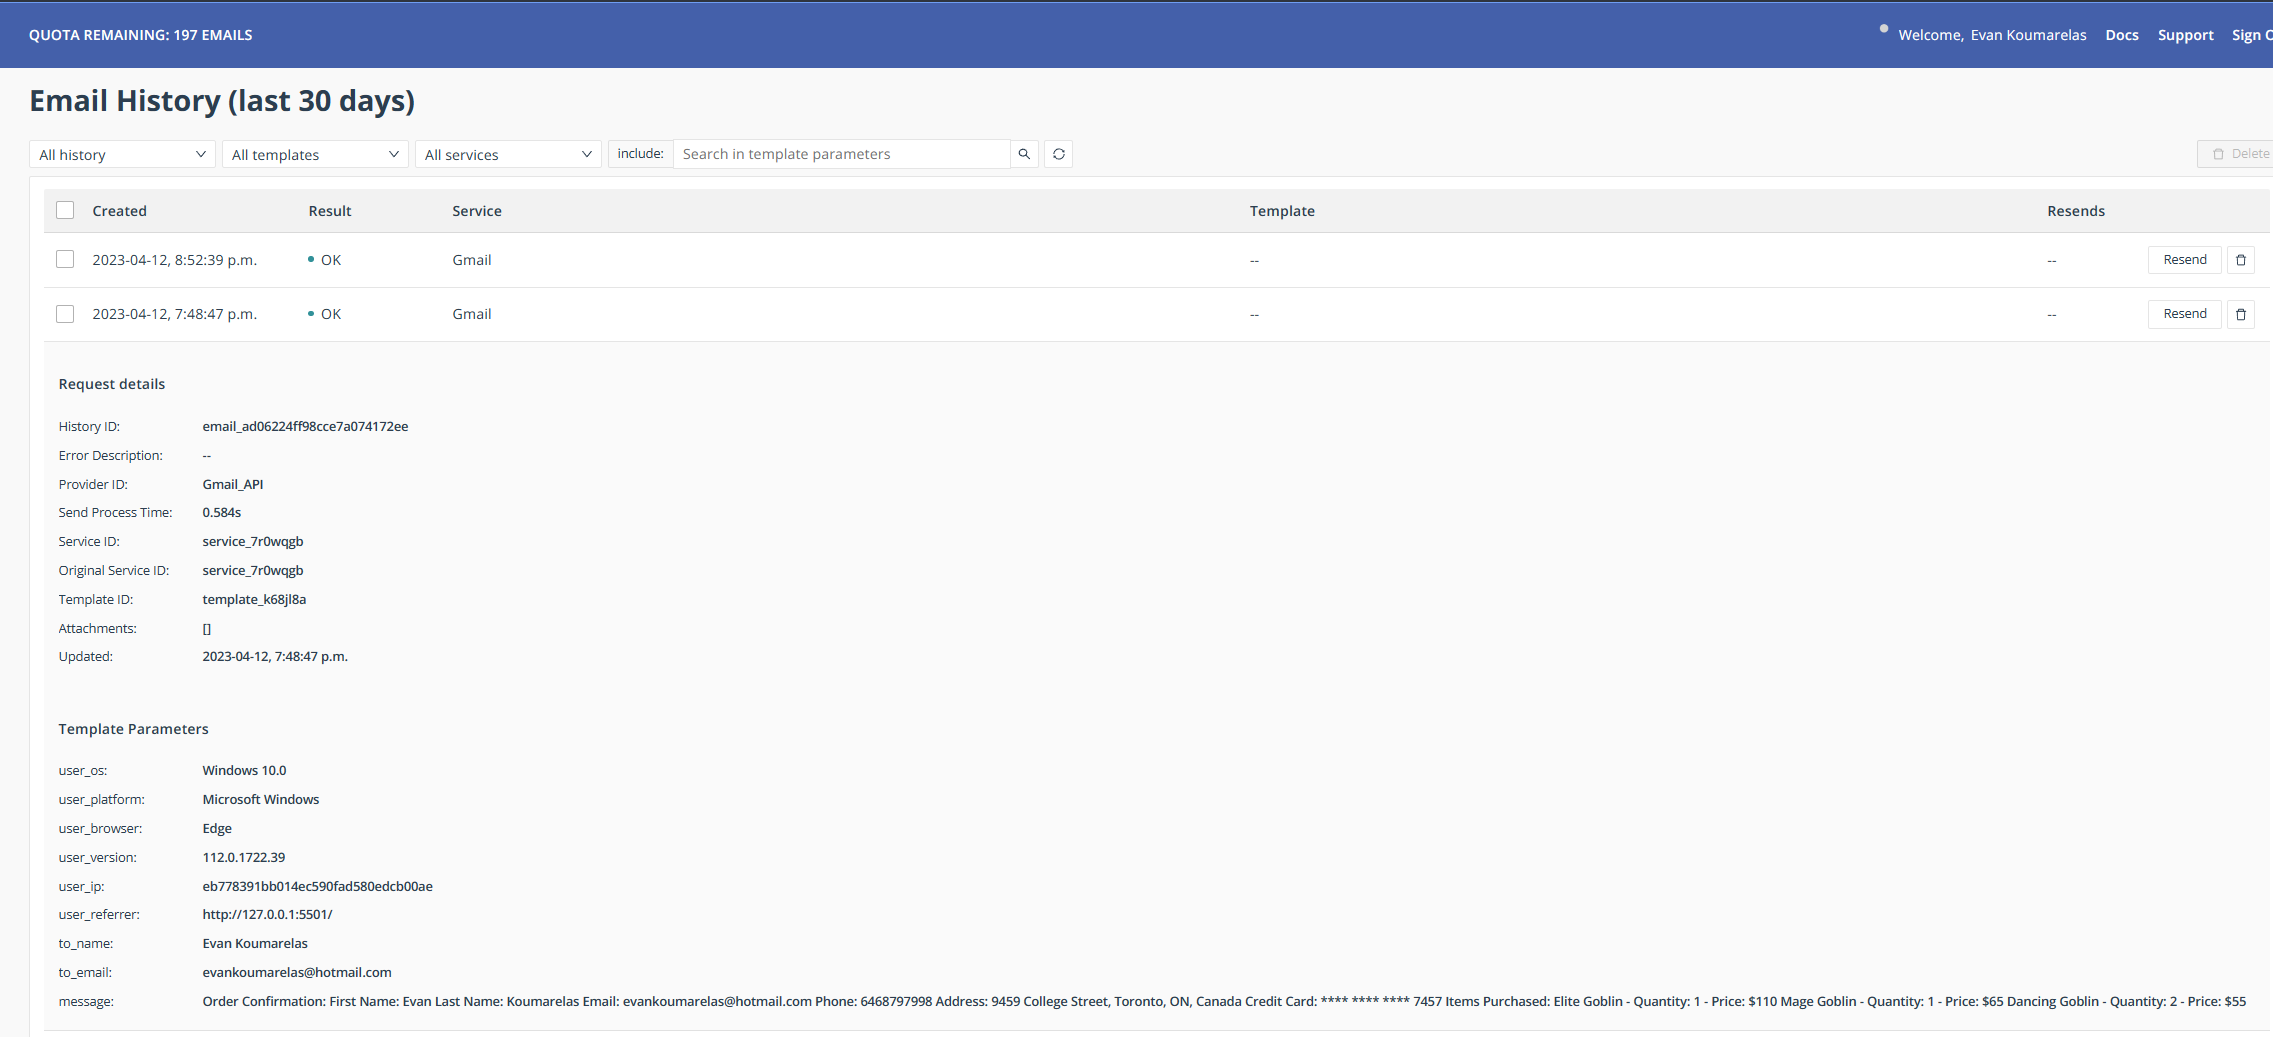 QUOTA REMAINING: 197 EMAILS
Welcome, Evan Koumarelas Docs Support Sign
Email History (last 30 days)
All history All templates All services include: Search in template parameters Delete
Created Result Service Template Resends
2023-04-12, 8:52:39 p.m. OK Gmail -- -- Resend
2023-04-12, 7:48:47 p.m. OK Gmail -- -- Resend
Request details
History ID: email_ad06224ff98cce7a074172ee
Error Description: --
Provider ID: Gmail_API
Send Process Time: 0.584s
Service ID: service_7r0wqgb
Original Service ID: service_7r0wqgb
Template ID: template_k68jl8a
Attachments: []
Updated: 2023-04-12, 7:48:47 p.m.
Template Parameters
user_os: Windows 10.0
user_platform: Microsoft Windows
user_browser: Edge
user_version: 112.0.1722.39
user_ip: eb778391bb014ec590fad580edcb00ae
user_referrer: http://127.0.0.1:5501/
to_name: Evan Koumarelas
to_email: evankoumarelas@hotmail.com
message: Order Confirmation: First Name: Evan Last Name: Koumarelas Email: evankoumarelas@hotmail.com Phone: 6468797998 Address: 9459 College Street, Toronto, ON, Canada Credit Card: **** **** **** 7457 Items Purchased: Elite Goblin - Quantity: 1 - Price: $110 Mage Goblin - Quantity: 1 - Price: $65 Dancing Goblin - Quantity: 2 - Price: $55